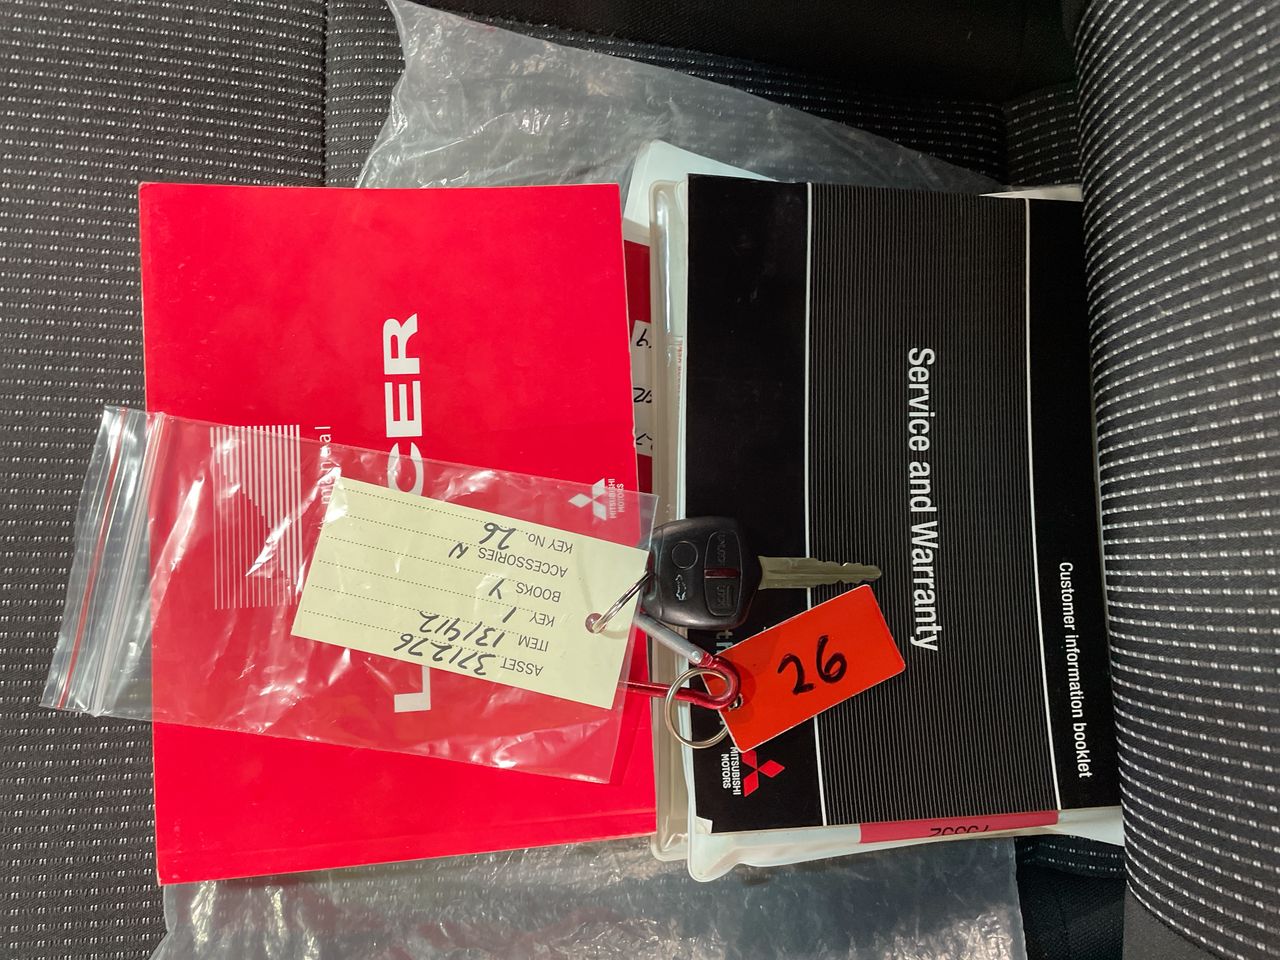 LANCER
MITSUBISHI
MOTORS
ASSET 371276
ITEM 131412
KEY 1
BOOKS Y
ACCESSORIES N
KEY No. 26
26
Service and Warranty
Customer information booklet
MITSUBISHI
MOTORS